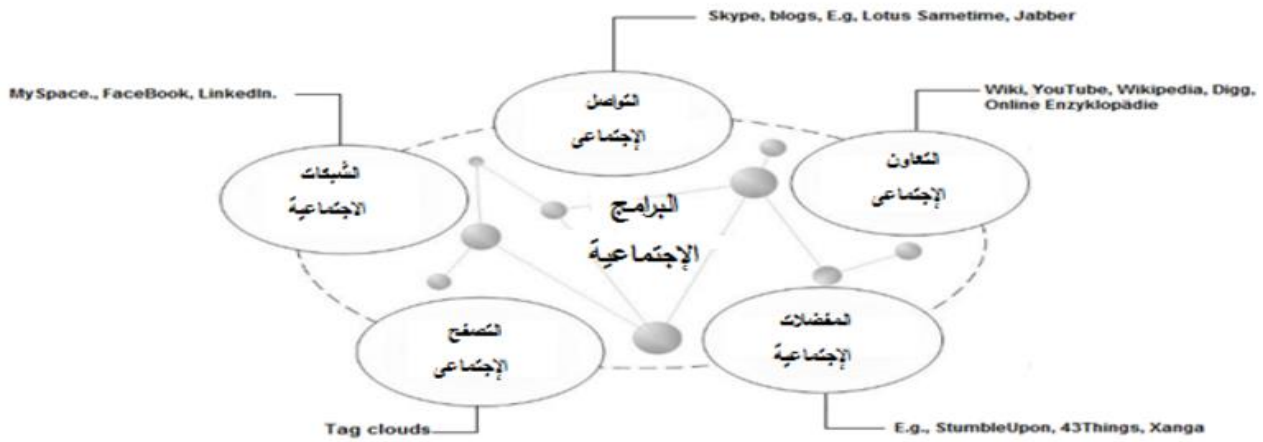 Skype, blogs, E.g, Lotus Sametime, Jabber
MySpace., FaceBook, LinkedIn.
Wiki, YouTube, Wikipedia, Digg,
Online Enzyklopädie
التواصل
الإجتماعى
التعاون
الإجتماعى
الشبكات
الاجتماعية
البرامج
الإجتماعية
المفضلات
الإجتماعية
التصفح
الإجتماعى
Tag clouds
E.g., StumbleUpon, 43Things, Xanga